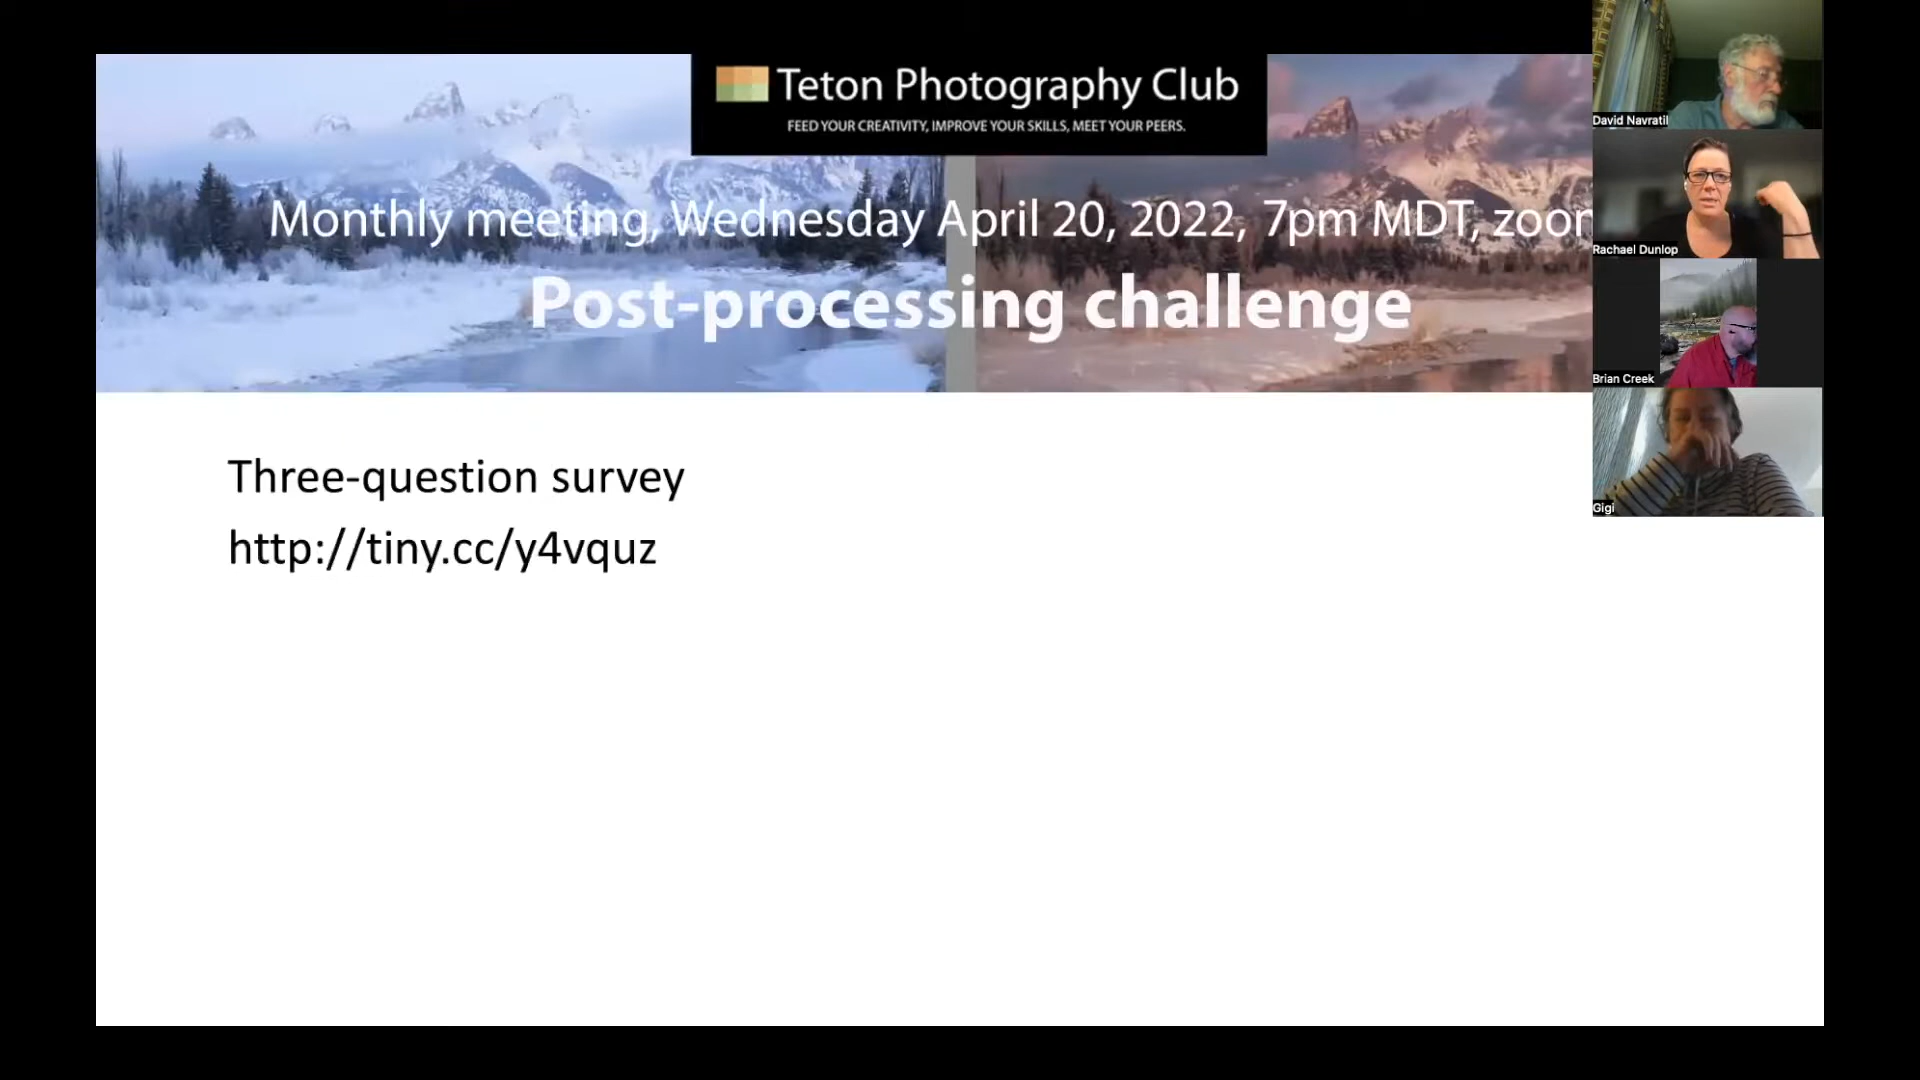 Teton Photography Club
FEED YOUR CREATIVITY, IMPROVE YOUR SKILLS, MEET YOUR PEERS.
Monthly meeting, Wednesday April 20, 2022, 7pm MDT, zoom
Post-processing challenge
Three-question survey
http://tiny.cc/y4vquz
David Navratil
Rachael Dunlop
Brian Creek
Gigi